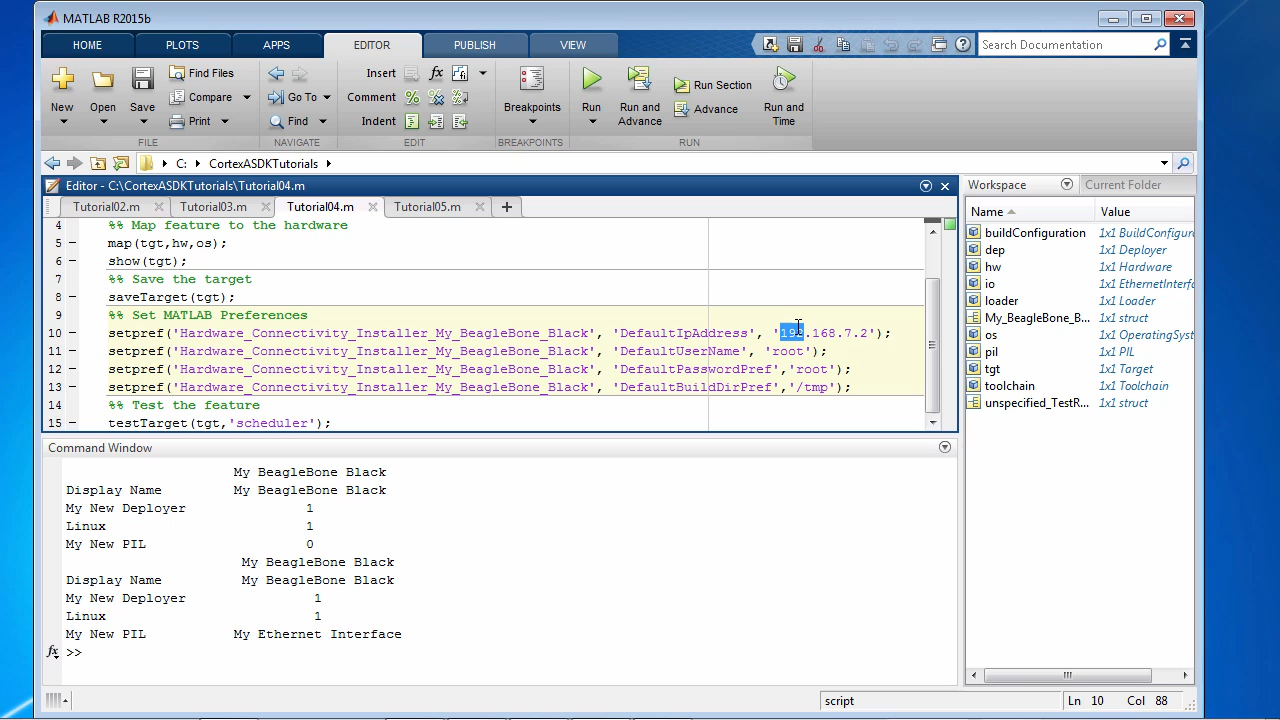 MATLAB R2015b
HOME PLOTS APPS EDITOR PUBLISH VIEW Search Documentation
New Open Save Find Files Compare Print Insert Comment Indent Go To Find Breakpoints Run Run and Advance Run Section Advance Run and Time
FILE NAVIGATE EDIT BREAKPOINTS RUN
C: CortexASDKTutorials
Editor - C:\CortexASDKTutorials\Tutorial04.m
Tutorial02.m Tutorial03.m Tutorial04.m Tutorial05.m
4 %% Map feature to the hardware
5 map(tgt,hw,os);
6 show(tgt);
7 %% Save the target
8 saveTarget(tgt);
9 %% Set MATLAB Preferences
10 setpref('Hardware_Connectivity_Installer_My_BeagleBone_Black', 'DefaultIpAddress', '192.168.7.2');
11 setpref('Hardware_Connectivity_Installer_My_BeagleBone_Black', 'DefaultUserName', 'root');
12 setpref('Hardware_Connectivity_Installer_My_BeagleBone_Black', 'DefaultPasswordPref','root');
13 setpref('Hardware_Connectivity_Installer_My_BeagleBone_Black', 'DefaultBuildDirPref','/tmp');
14 %% Test the feature
15 testTarget(tgt,'scheduler');
Command Window
My BeagleBone Black
Display Name My BeagleBone Black
My New Deployer 1
Linux 1
My New PIL 0
My BeagleBone Black
Display Name My BeagleBone Black
My New Deployer 1
Linux 1
My New PIL My Ethernet Interface
fx >>
Workspace Current Folder
Name Value
buildConfiguration 1x1 BuildConfigura
dep 1x1 Deployer
hw 1x1 Hardware
io 1x1 EthernetInterfa
loader 1x1 Loader
My_BeagleBone_B... 1x1 struct
os 1x1 OperatingSyst
pil 1x1 PIL
tgt 1x1 Target
toolchain 1x1 Toolchain
unspecified_TestR... 1x1 struct
script Ln 10 Col 88